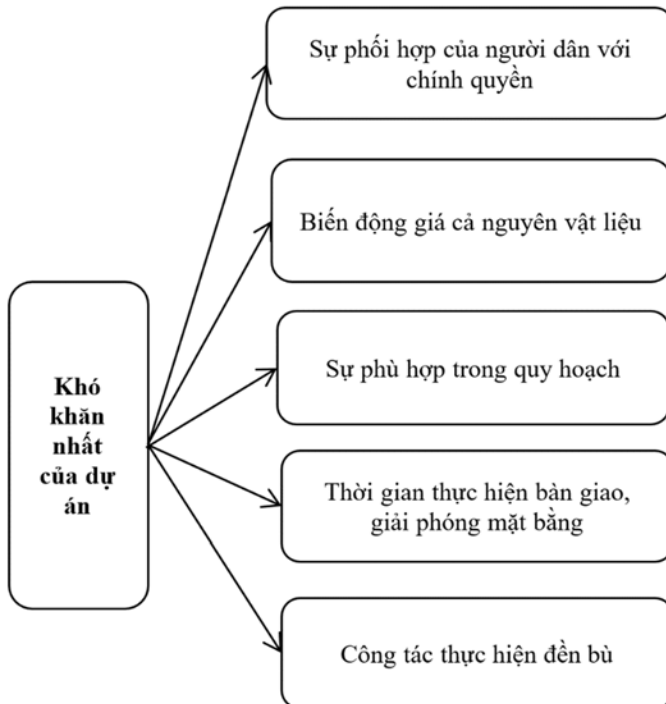 Sự phối hợp của người dân với
chính quyền
Biến động giá cả nguyên vật liệu
Khó
khăn
nhất
của dự
án
Sự phù hợp trong quy hoạch
Thời gian thực hiện bàn giao,
giải phóng mặt bằng
Công tác thực hiện đền bù